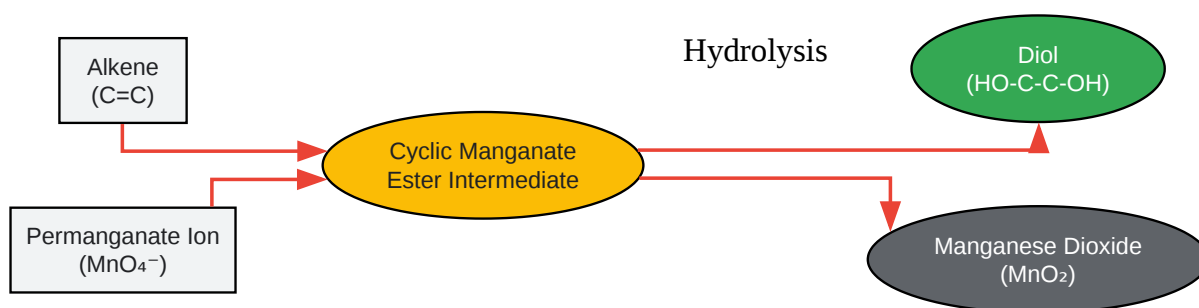 Alkene
(C=C)
Permanganate Ion
(MnO₄⁻)
Cyclic Manganate
Ester Intermediate
Hydrolysis
Diol
(HO-C-C-OH)
Manganese Dioxide
(MnO₂)